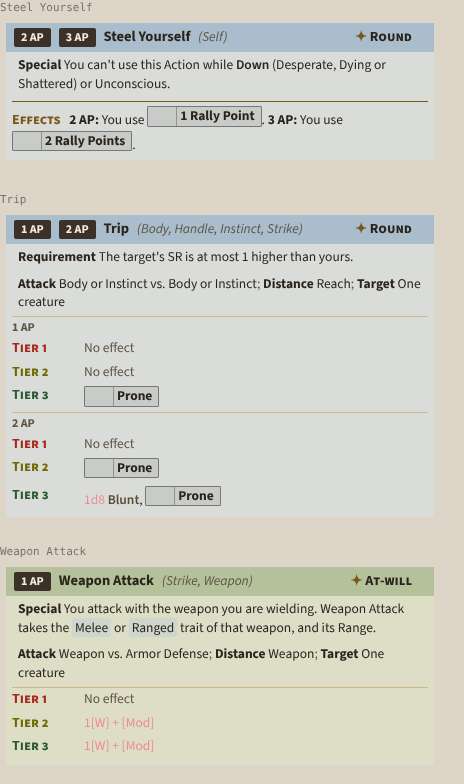 Steel Yourself
2 AP 3 AP Steel Yourself (Self) ✦ Round
Special You can't use this Action while Down (Desperate, Dying or
Shattered) or Unconscious.
Effects 2 AP: You use 1 Rally Point. 3 AP: You use
2 Rally Points.
Trip
1 AP 2 AP Trip (Body, Handle, Instinct, Strike) ✦ Round
Requirement The target's SR is at most 1 higher than yours.
Attack Body or Instinct vs. Body or Instinct; Distance Reach; Target One
creature
1 AP
Tier 1 No effect
Tier 2 No effect
Tier 3 Prone
2 AP
Tier 1 No effect
Tier 2 Prone
Tier 3 1d8 Blunt, Prone
Weapon Attack
1 AP Weapon Attack (Strike, Weapon) ✦ At-will
Special You attack with the weapon you are wielding. Weapon Attack
takes the Melee or Ranged trait of that weapon, and its Range.
Attack Weapon vs. Armor Defense; Distance Weapon; Target One
creature
Tier 1 No effect
Tier 2 1[W] + [Mod]
Tier 3 1[W] + [Mod]